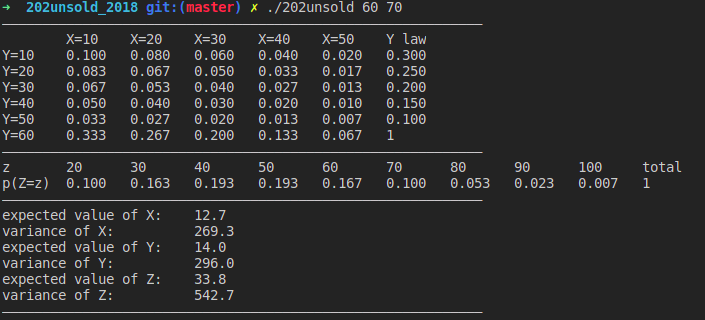 ➜ 202unsold_2018 git:(master) ✗ ./202unsold 60 70
X=10 X=20 X=30 X=40 X=50 Y law
Y=10 0.100 0.080 0.060 0.040 0.020 0.300
Y=20 0.083 0.067 0.050 0.033 0.017 0.250
Y=30 0.067 0.053 0.040 0.027 0.013 0.200
Y=40 0.050 0.040 0.030 0.020 0.010 0.150
Y=50 0.033 0.027 0.020 0.013 0.007 0.100
Y=60 0.333 0.267 0.200 0.133 0.067 1
z 20 30 40 50 60 70 80 90 100 total
p(Z=z) 0.100 0.163 0.193 0.193 0.167 0.100 0.053 0.023 0.007 1
expected value of X: 12.7
variance of X: 269.3
expected value of Y: 14.0
variance of Y: 296.0
expected value of Z: 33.8
variance of Z: 542.7